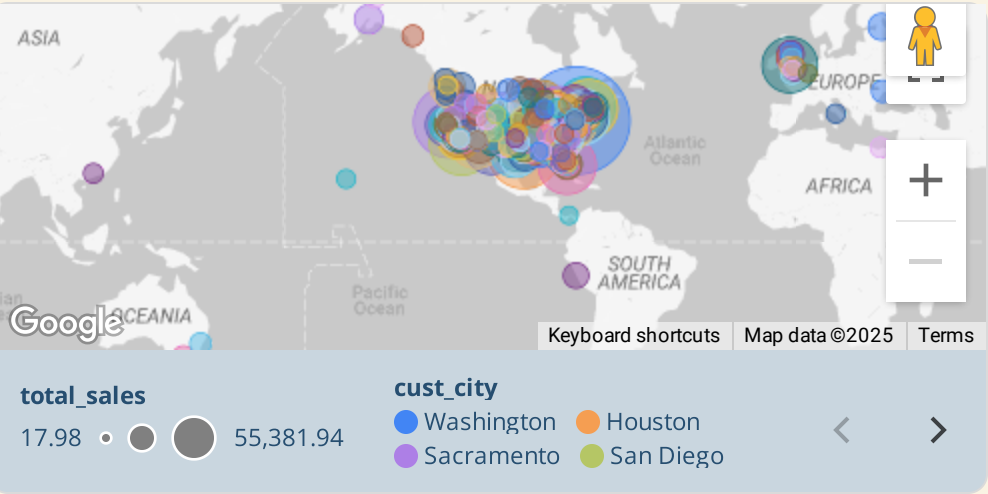 ASIA
EUROPE
Atlantic
Ocean
AFRICA
SOUTH
AMERICA
Pacific
Ocean
OCEANIA
Google
Keyboard shortcuts
Map data ©2025
Terms
total_sales
17.98
55,381.94
cust_city
Washington
Houston
Sacramento
San Diego